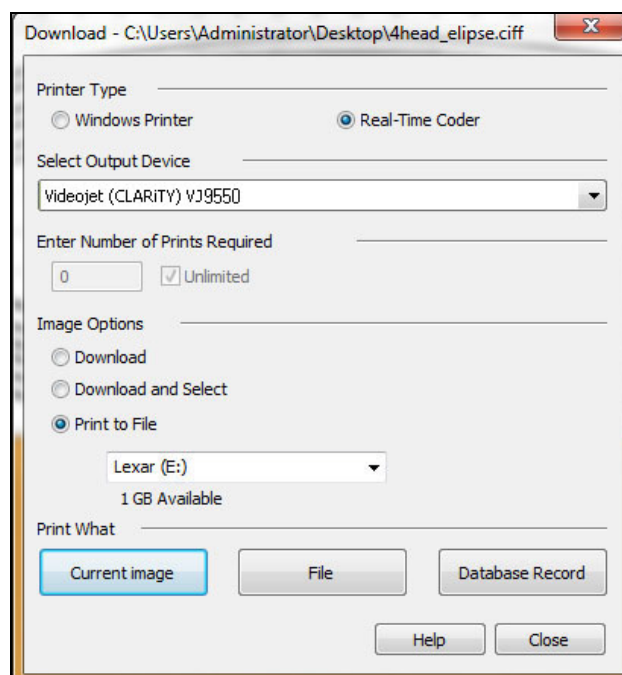 Download - C:\Users\Administrator\Desktop\4head_elipse.ciff
X
Printer Type
Windows Printer Real-Time Coder
Select Output Device
Videojet (CLARiTY) VJ9550
Enter Number of Prints Required
0 Unlimited
Image Options
Download
Download and Select
Print to File
Lexar (E:)
1 GB Available
Print What
Current image File Database Record
Help Close